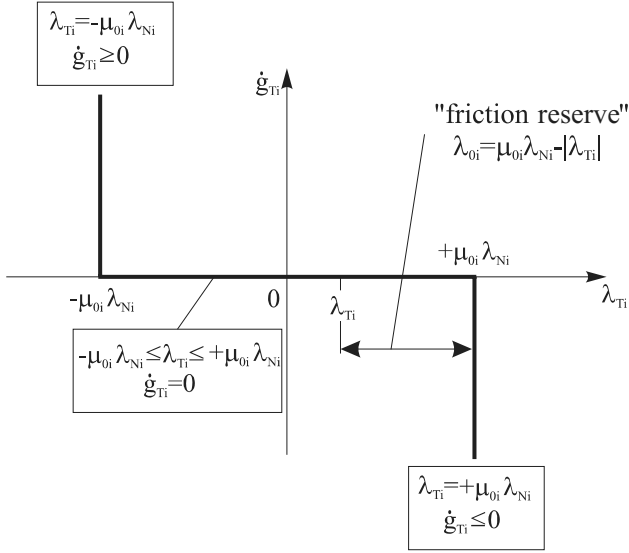 λTi=-μ0i λNi
ġTi≥0
ġTi
"friction reserve"
λ0i=μ0iλNi-|λTi|
+μ0i λNi
-μ0i λNi
0
λTi
λTi
-μ0i λNi≤λTi≤ +μ0i λNi
ġTi=0
λTi=+μ0i λNi
ġTi≤0